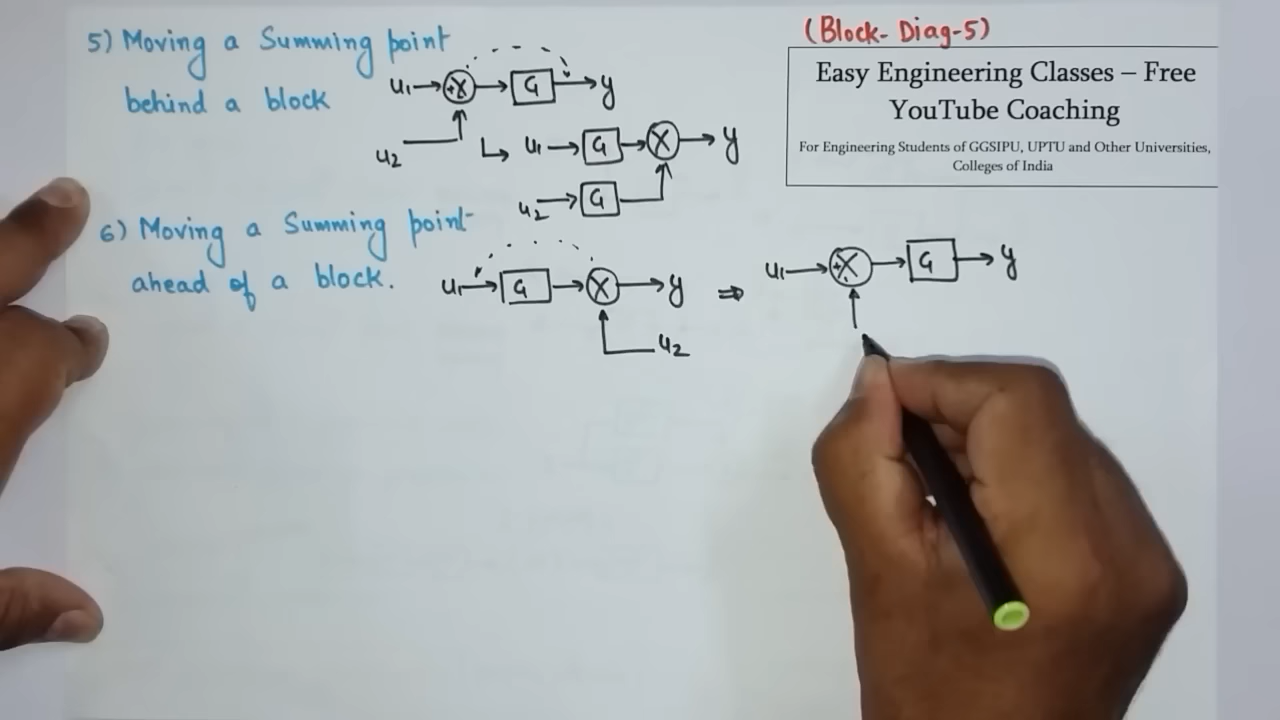 5) Moving a Summing point
behind a block
u₁ + G y
u₂
u₁ G y
u₂ G
6) Moving a Summing point
ahead of a block.
u₁ G y
u₂
⇒ u₁ + G y
(Block- Diag-5)
Easy Engineering Classes – Free
YouTube Coaching
For Engineering Students of GGSIPU, UPTU and Other Universities,
Colleges of India